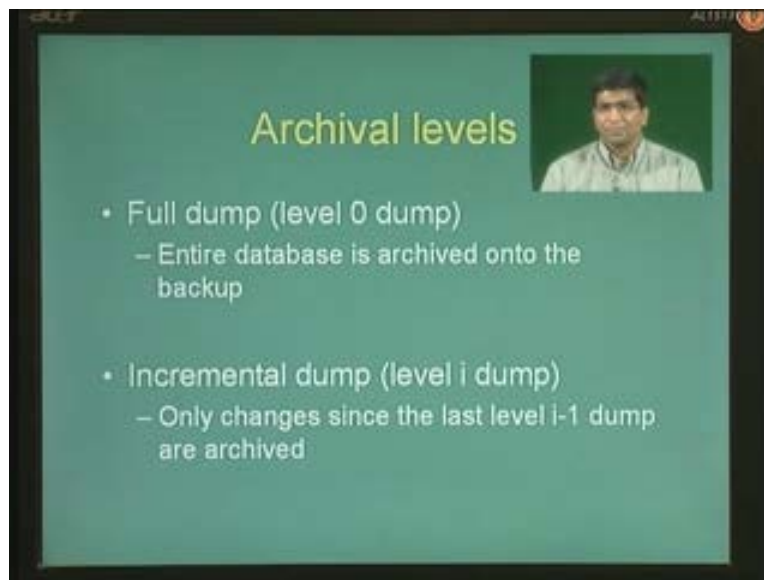 acer
Archival levels
• Full dump (level 0 dump)
– Entire database is archived onto the
backup
• Incremental dump (level i dump)
– Only changes since the last level i-1 dump
are archived